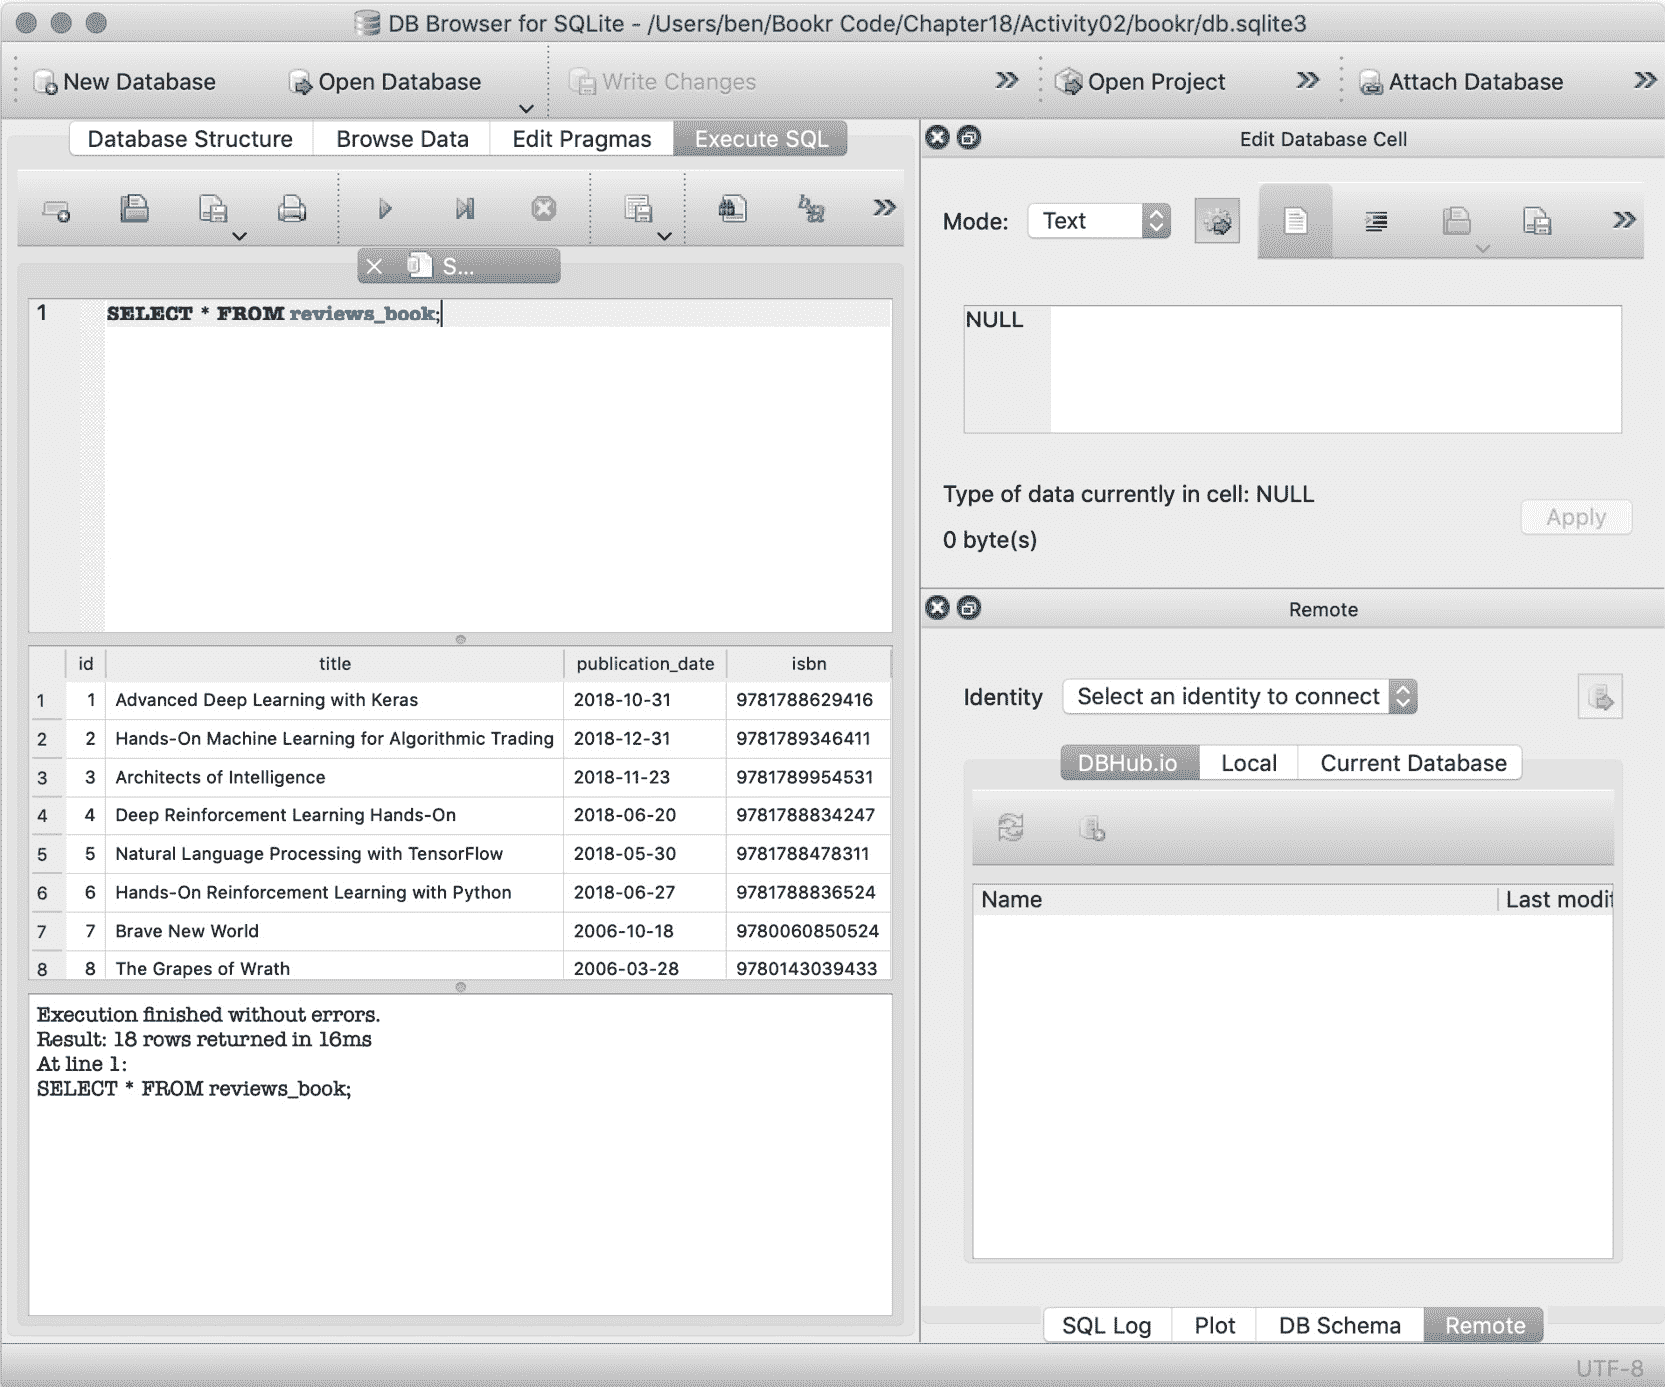 DB Browser for SQLite - /Users/ben/Bookr Code/Chapter18/Activity02/bookr/db.sqlite3
New Database Open Database Write Changes Open Project Attach Database
Database Structure Browse Data Edit Pragmas Execute SQL
S...
1 SELECT * FROM reviews_book;
id title publication_date isbn
1 1 Advanced Deep Learning with Keras 2018-10-31 9781788629416
2 2 Hands-On Machine Learning for Algorithmic Trading 2018-12-31 9781789346411
3 3 Architects of Intelligence 2018-11-23 9781789954531
4 4 Deep Reinforcement Learning Hands-On 2018-06-20 9781788834247
5 5 Natural Language Processing with TensorFlow 2018-05-30 9781788478311
6 6 Hands-On Reinforcement Learning with Python 2018-06-27 9781788836524
7 7 Brave New World 2006-10-18 9780060850524
8 8 The Grapes of Wrath 2006-03-28 9780143039433
Execution finished without errors.
Result: 18 rows returned in 16ms
At line 1:
SELECT * FROM reviews_book;
Edit Database Cell
Mode: Text
NULL
Type of data currently in cell: NULL
0 byte(s)
Apply
Remote
Identity Select an identity to connect
DBHub.io Local Current Database
Name Last modif
SQL Log Plot DB Schema Remote
UTF-8